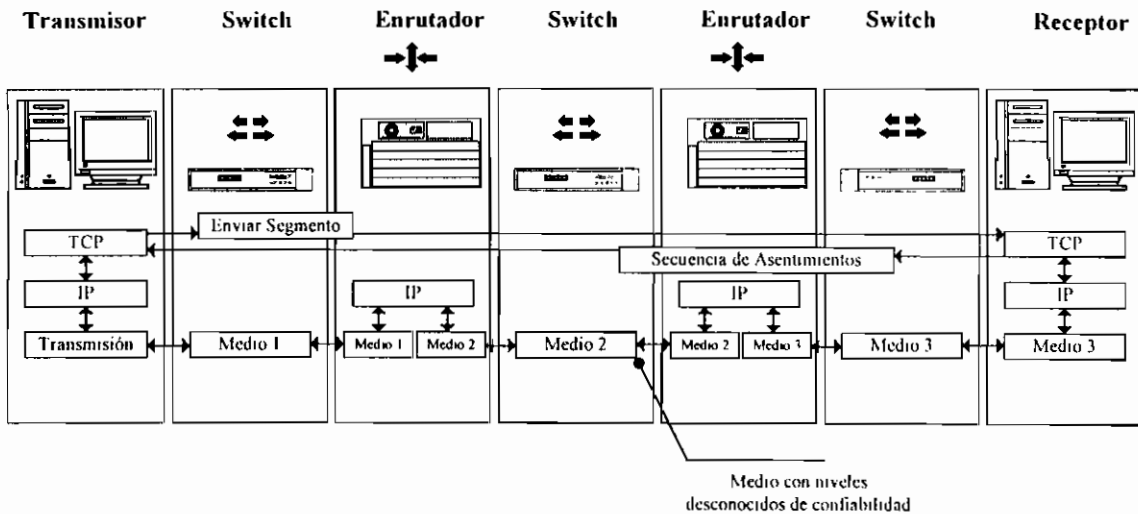 Transmisor Switch Enrutador Switch Enrutador Switch Receptor
Enviar Segmento
TCP
Secuencia de Asentimientos
TCP
IP
IP
IP
IP
Transmisión
Medio 1
Medio 1
Medio 2
Medio 2
Medio 2
Medio 3
Medio 3
Medio 3
Medio con niveles
desconocidos de confiabilidad